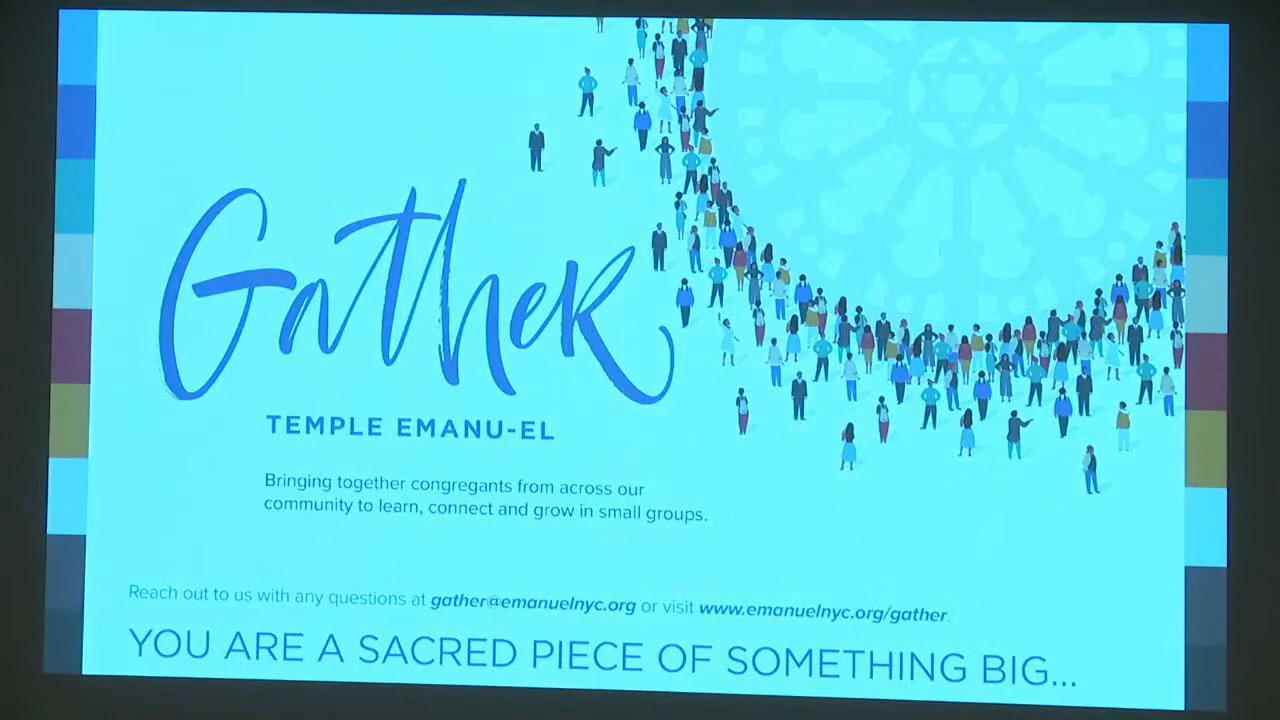 Gather
TEMPLE EMANU-EL
Bringing together congregants from across our
community to learn, connect and grow in small groups.
Reach out to us with any questions at gather@emanuelnyc.org or visit www.emanuelnyc.org/gather.
YOU ARE A SACRED PIECE OF SOMETHING BIG...